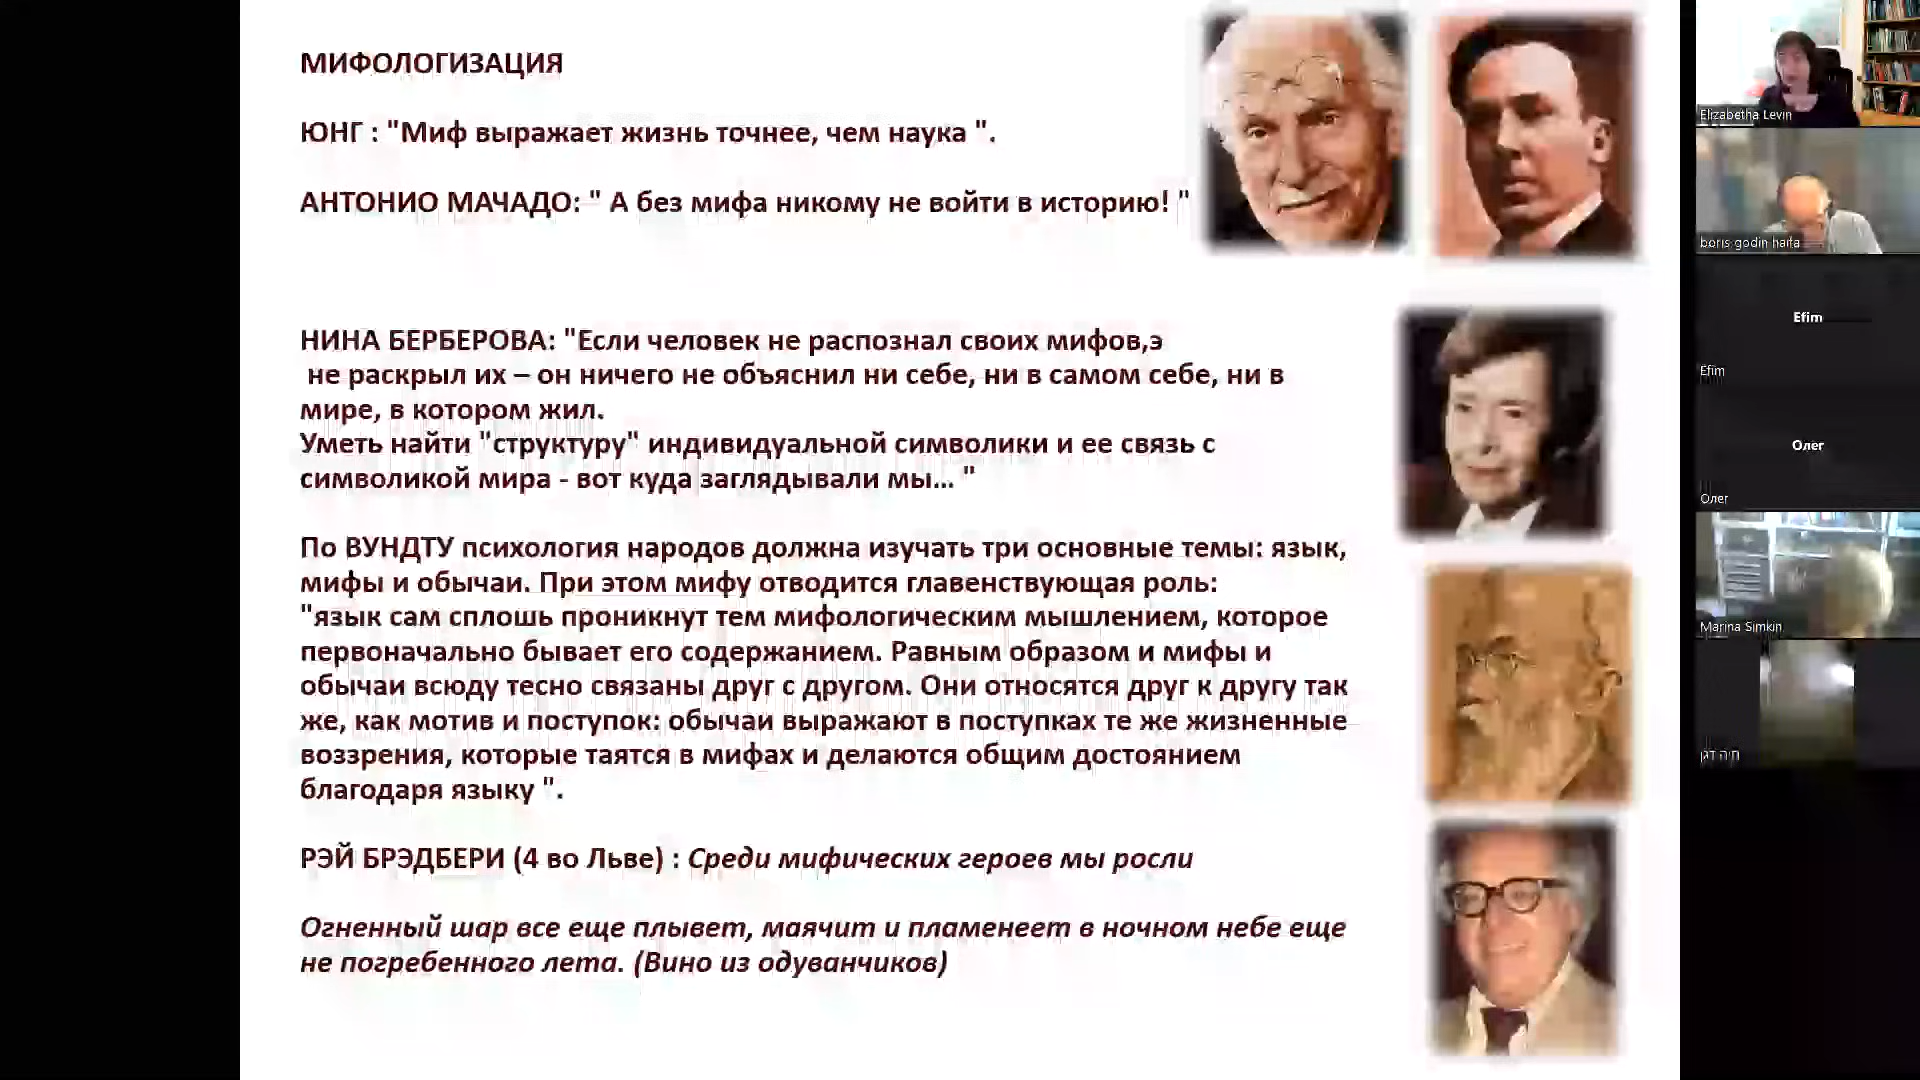 МИФОЛОГИЗАЦИЯ
ЮНГ : "Миф выражает жизнь точнее, чем наука ".
АНТОНИО МАЧАДО: " А без мифа никому не войти в историю! "
НИНА БЕРБЕРОВА: "Если человек не распознал своих мифов,э
не раскрыл их – он ничего не объяснил ни себе, ни в самом себе, ни в
мире, в котором жил.
Уметь найти "структуру" индивидуальной символики и ее связь с
символикой мира - вот куда заглядывали мы… "
По ВУНДТУ психология народов должна изучать три основные темы: язык,
мифы и обычаи. При этом мифу отводится главенствующая роль:
"язык сам сплошь проникнут тем мифологическим мышлением, которое
первоначально бывает его содержанием. Равным образом и мифы и
обычаи всюду тесно связаны друг с другом. Они относятся друг к другу так
же, как мотив и поступок: обычаи выражают в поступках те же жизненные
воззрения, которые таятся в мифах и делаются общим достоянием
благодаря языку ".
РЭЙ БРЭДБЕРИ (4 во Льве) : Среди мифических героев мы росли
Огненный шар все еще плывет, маячит и пламенеет в ночном небе еще
не погребенного лета. (Вино из одуванчиков)
Elizabetha Levin
boris godin haifa
Efim
Efim
Олег
Олег
Marina Simkin